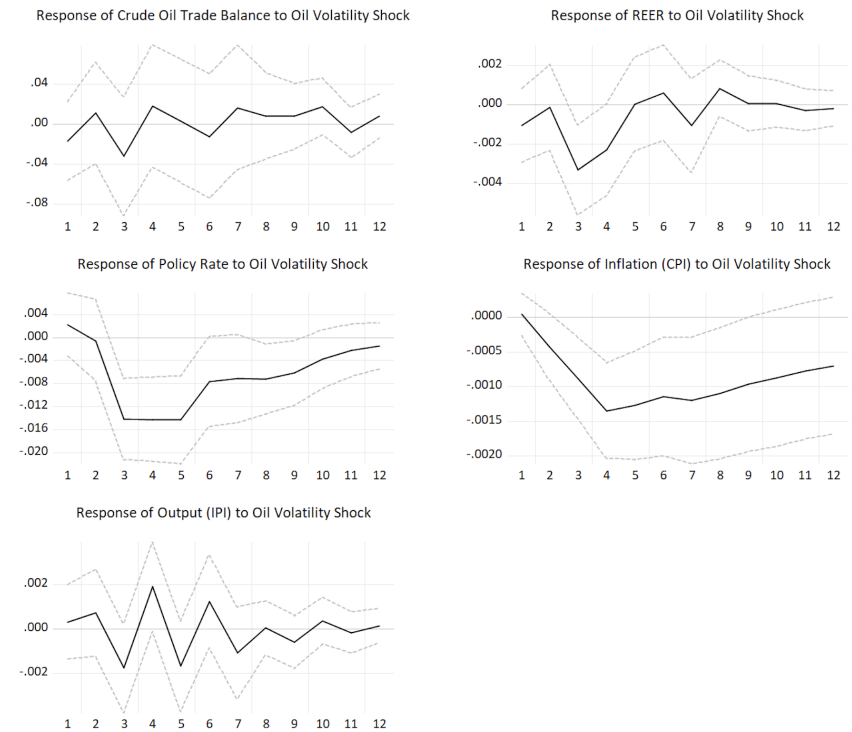 Response of Crude Oil Trade Balance to Oil Volatility Shock
.04
.00
-.04
-.08
1 2 3 4 5 6 7 8 9 10 11 12
Response of REER to Oil Volatility Shock
.002
.000
-.002
-.004
1 2 3 4 5 6 7 8 9 10 11 12
Response of Policy Rate to Oil Volatility Shock
.004
.000
-.004
-.008
-.012
-.016
-.020
1 2 3 4 5 6 7 8 9 10 11 12
Response of Inflation (CPI) to Oil Volatility Shock
.0000
-.0005
-.0010
-.0015
-.0020
1 2 3 4 5 6 7 8 9 10 11 12
Response of Output (IPI) to Oil Volatility Shock
.002
.000
-.002
1 2 3 4 5 6 7 8 9 10 11 12